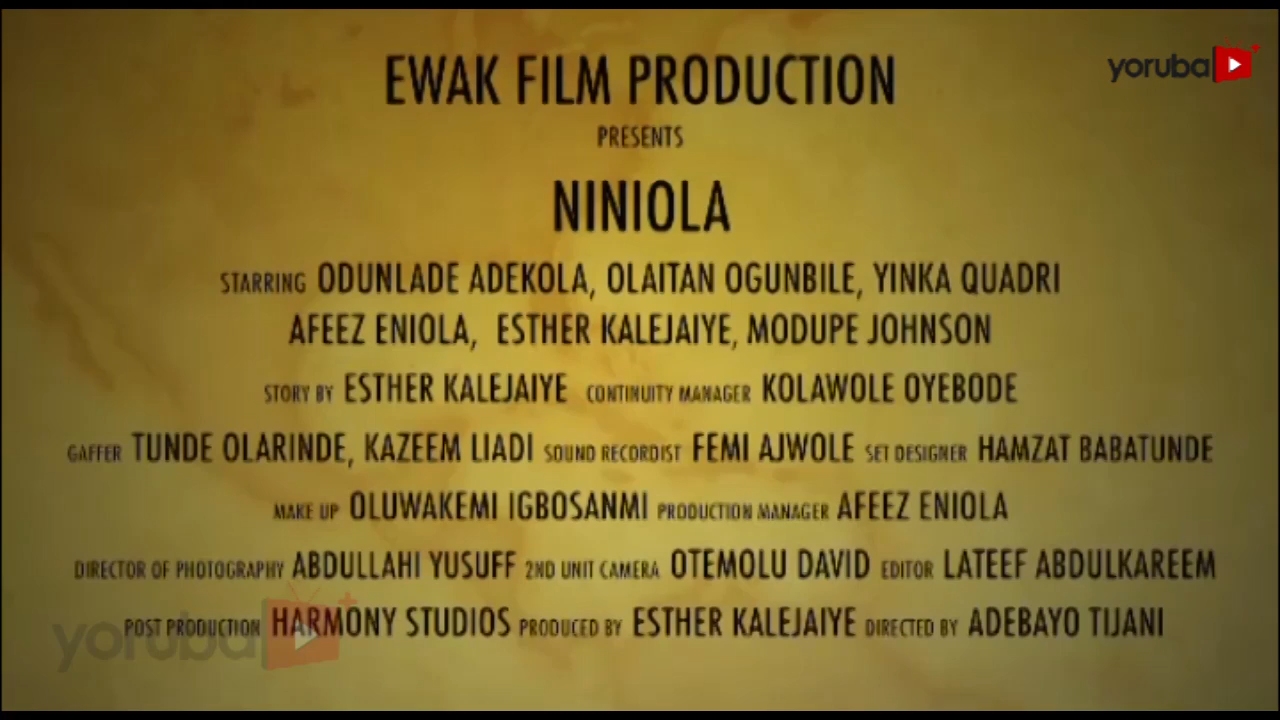 yoruba
EWAK FILM PRODUCTION
PRESENTS
NINIOLA
STARRING ODUNLADE ADEKOLA, OLAITAN OGUNBILE, YINKA QUADRI
AFEEZ ENIOLA, ESTHER KALEJAIYE, MODUPE JOHNSON
STORY BY ESTHER KALEJAIYE CONTINUITY MANAGER KOLAWOLE OYEBODE
GAFFER TUNDE OLARINDE, KAZEEM LIADI SOUND RECORDIST FEMI AJWOLE SET DESIGNER HAMZAT BABATUNDE
MAKE UP OLUWAKEMI IGBOSANMI PRODUCTION MANAGER AFEEZ ENIOLA
DIRECTOR OF PHOTOGRAPHY ABDULLAHI YUSUFF 2ND UNIT CAMERA OTEMOLU DAVID EDITOR LATEEF ABDULKAREEM
POST PRODUCTION HARMONY STUDIOS PRODUCED BY ESTHER KALEJAIYE DIRECTED BY ADEBAYO TIJANI
yoruba